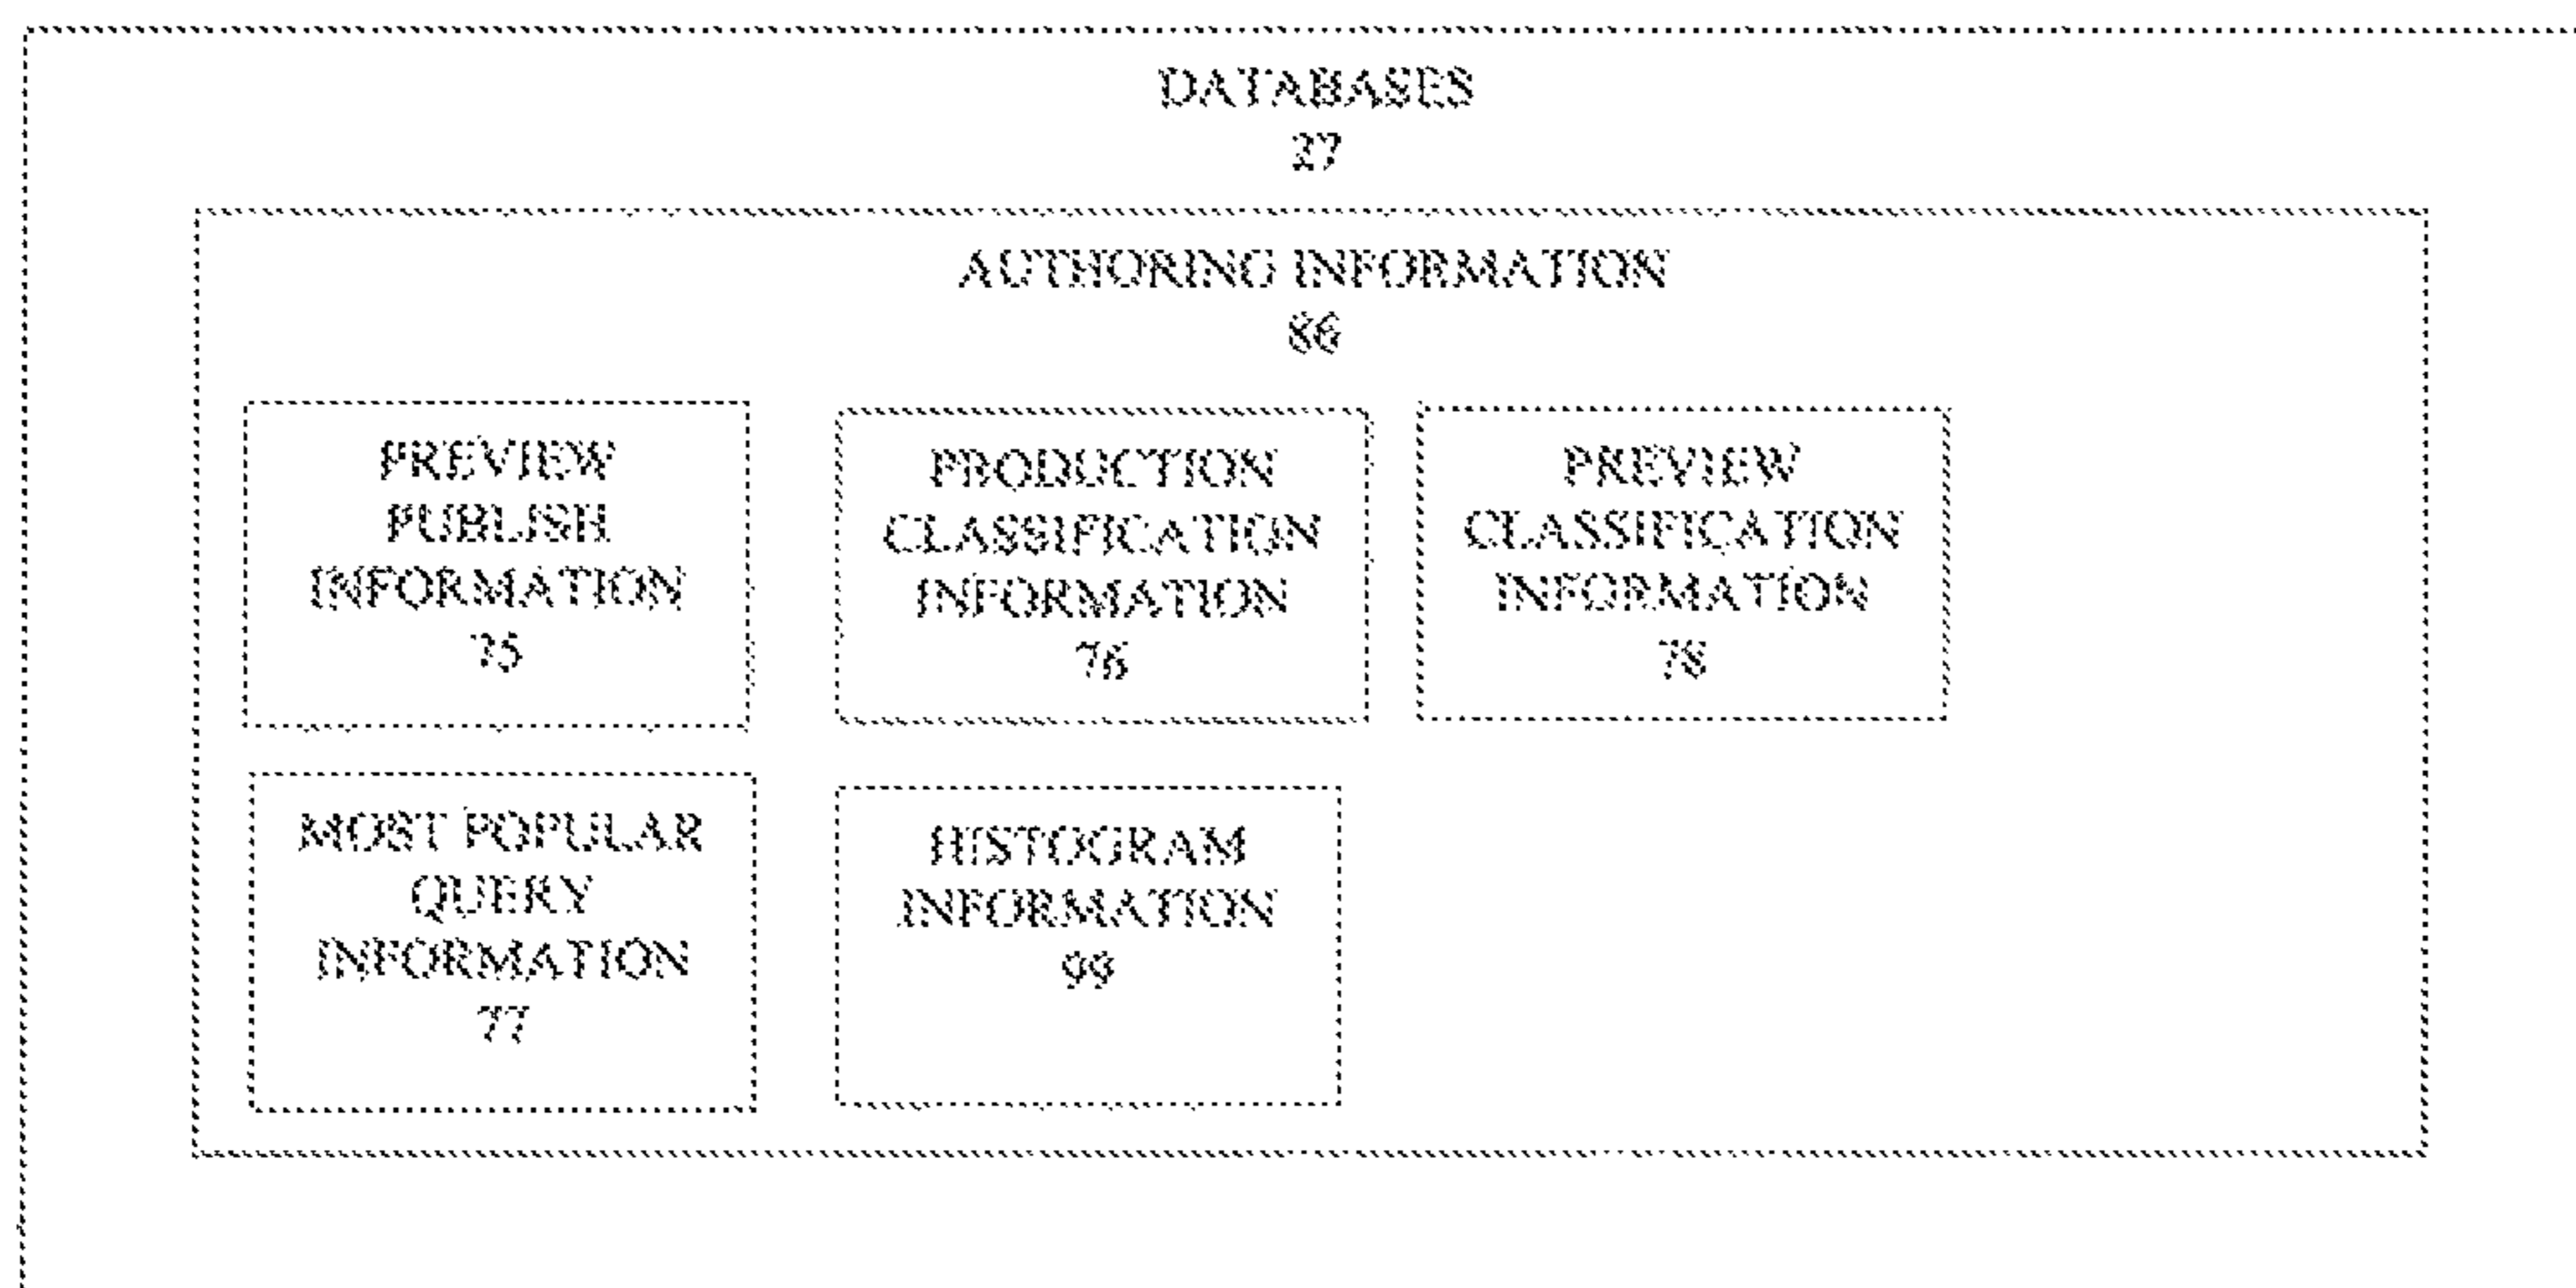 DATABASES
27
AUTHORING INFORMATION
86
PREVIEW
PUBLISH
INFORMATION
75
PRODUCTION
CLASSIFICATION
INFORMATION
76
PREVIEW
CLASSIFICATION
INFORMATION
78
MOST POPULAR
QUERY
INFORMATION
77
HISTOGRAM
INFORMATION
99